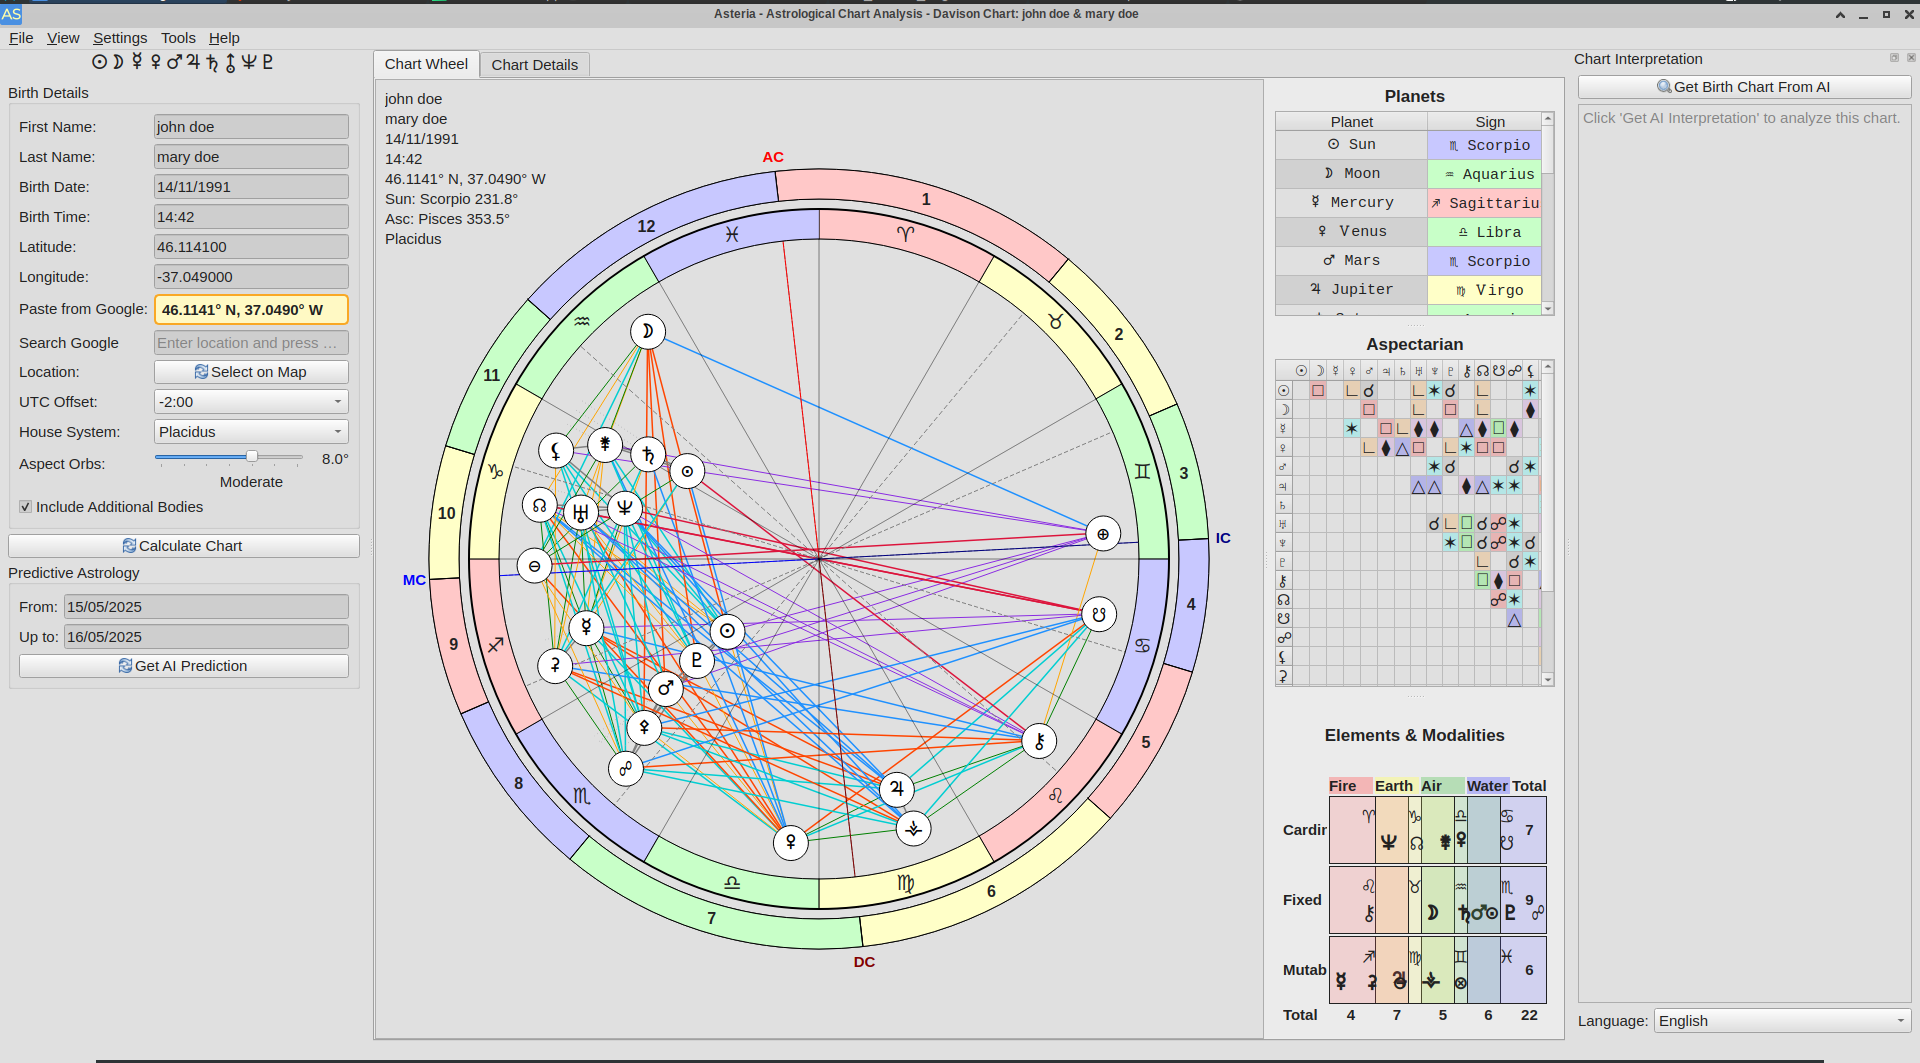 AS
Asteria - Astrological Chart Analysis - Davison Chart: john doe & mary doe
File View Settings Tools Help
☉☽☿♀♂♃♄⛢♆♇
Birth Details
First Name: john doe
Last Name: mary doe
Birth Date: 14/11/1991
Birth Time: 14:42
Latitude: 46.114100
Longitude: -37.049000
Paste from Google: 46.1141° N, 37.0490° W
Search Google Enter location and press …
Location: Select on Map
UTC Offset: -2:00
House System: Placidus
Aspect Orbs: 8.0°
Moderate
Include Additional Bodies
Calculate Chart
Predictive Astrology
From: 15/05/2025
Up to: 16/05/2025
Get AI Prediction
Chart Wheel
Chart Details
john doe
mary doe
14/11/1991
14:42
46.1141° N, 37.0490° W
Sun: Scorpio 231.8°
Asc: Pisces 353.5°
Placidus
AC
1
12
2
11
3
10
IC
MC
4
9
5
8
6
7
DC
Planets
Planet Sign
☉ Sun ♏ Scorpio
☽ Moon ♒ Aquarius
☿ Mercury ♐ Sagittariu
♀ Venus ♎ Libra
♂ Mars ♏ Scorpio
♃ Jupiter ♍ Virgo
Aspectarian
Elements & Modalities
Fire Earth Air Water Total
Cardir 7
Fixed 9
Mutab 6
Total 4 7 5 6 22
Chart Interpretation
Get Birth Chart From AI
Click 'Get AI Interpretation' to analyze this chart.
Language: English